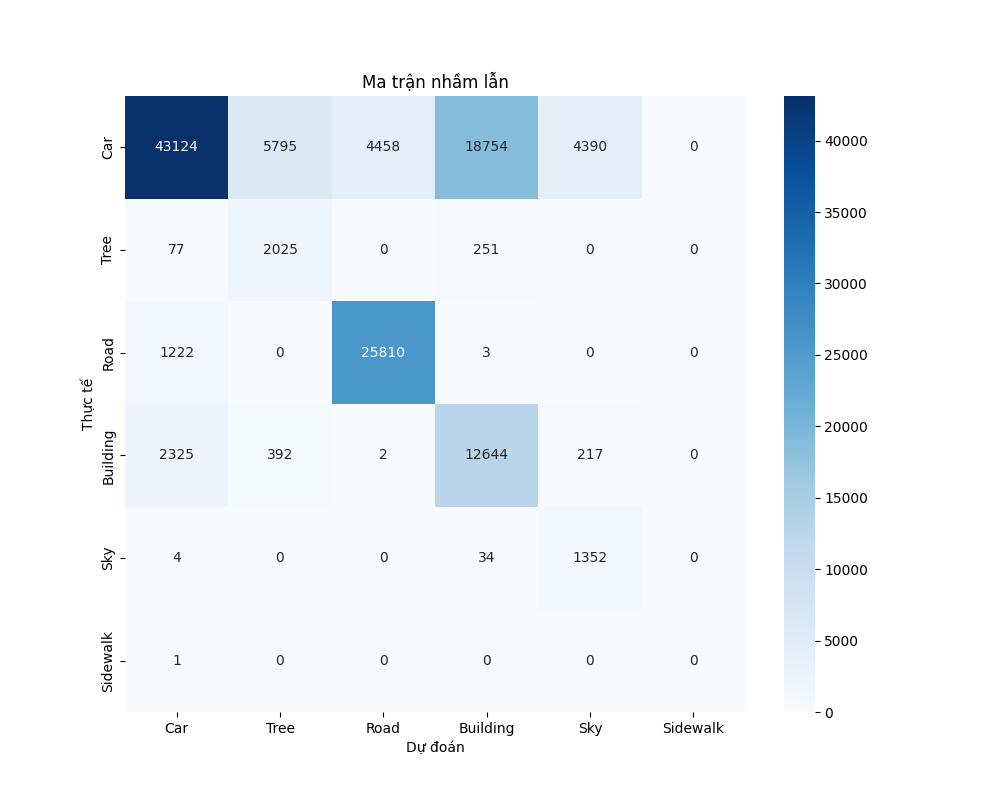 Ma trận nhầm lẫn
Car 43124 5795 4458 18754 4390 0
Tree 77 2025 0 251 0 0
Road 1222 0 25810 3 0 0
Building 2325 392 2 12644 217 0
Sky 4 0 0 34 1352 0
Sidewalk 1 0 0 0 0 0
Car Tree Road Building Sky Sidewalk
Dự đoán
Thực tế
40000
35000
30000
25000
20000
15000
10000
5000
0